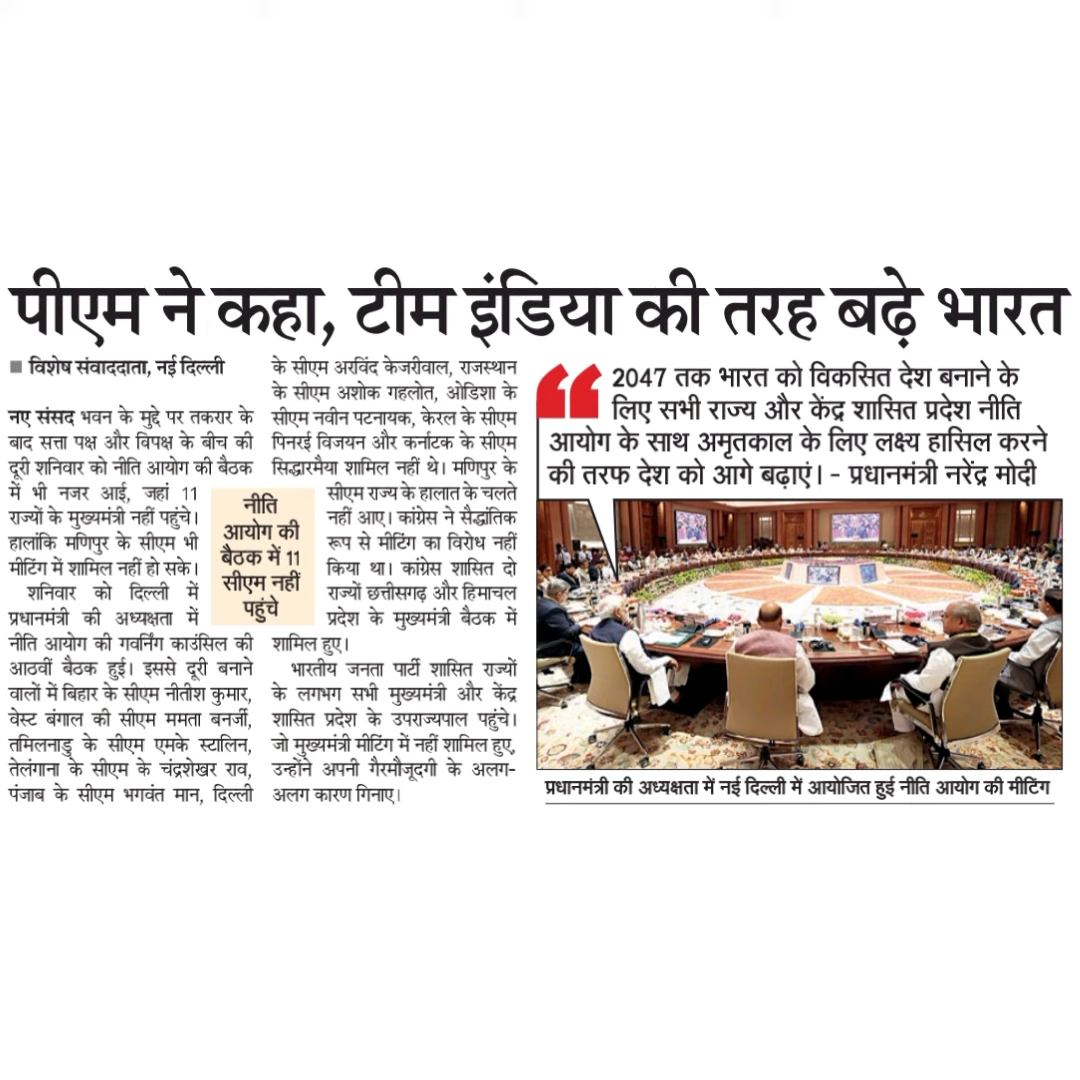 पीएम ने कहा, टीम इंडिया की तरह बढ़े भारत
■ विशेष संवाददाता, नई दिल्ली
नए संसद भवन के मुद्दे पर तकरार के
बाद सत्ता पक्ष और विपक्ष के बीच की
दूरी शनिवार को नीति आयोग की बैठक
में भी नजर आई, जहां 11
राज्यों के मुख्यमंत्री नहीं पहुंचे।
हालांकि मणिपुर के सीएम भी
मीटिंग में शामिल नहीं हो सके।
शनिवार को दिल्ली में
प्रधानमंत्री की अध्यक्षता में
नीति आयोग की गवर्निंग काउंसिल की
आठवीं बैठक हुई। इससे दूरी बनाने
वालों में बिहार के सीएम नीतीश कुमार,
वेस्ट बंगाल की सीएम ममता बनर्जी,
तमिलनाडु के सीएम एमके स्टालिन,
तेलंगाना के सीएम के चंद्रशेखर राव,
पंजाब के सीएम भगवंत मान, दिल्ली
नीति
आयोग की
बैठक में 11
सीएम नहीं
पहुंचे
के सीएम अरविंद केजरीवाल, राजस्थान
के सीएम अशोक गहलोत, ओडिशा के
सीएम नवीन पटनायक, केरल के सीएम
पिनरई विजयन और कर्नाटक के सीएम
सिद्धारमैया शामिल नहीं थे। मणिपुर के
सीएम राज्य के हालात के चलते
नहीं आए। कांग्रेस ने सैद्धांतिक
रूप से मीटिंग का विरोध नहीं
किया था। कांग्रेस शासित दो
राज्यों छत्तीसगढ़ और हिमाचल
प्रदेश के मुख्यमंत्री बैठक में
शामिल हुए।
भारतीय जनता पार्टी शासित राज्यों
के लगभग सभी मुख्यमंत्री और केंद्र
शासित प्रदेश के उपराज्यपाल पहुंचे।
जो मुख्यमंत्री मीटिंग में नहीं शामिल हुए,
उन्होंने अपनी गैरमौजूदगी के अलग-
अलग कारण गिनाए।
“ 2047 तक भारत को विकसित देश बनाने के
लिए सभी राज्य और केंद्र शासित प्रदेश नीति
आयोग के साथ अमृतकाल के लिए लक्ष्य हासिल करने
की तरफ देश को आगे बढ़ाएं। - प्रधानमंत्री नरेंद्र मोदी
प्रधानमंत्री की अध्यक्षता में नई दिल्ली में आयोजित हुई नीति आयोग की मीटिंग